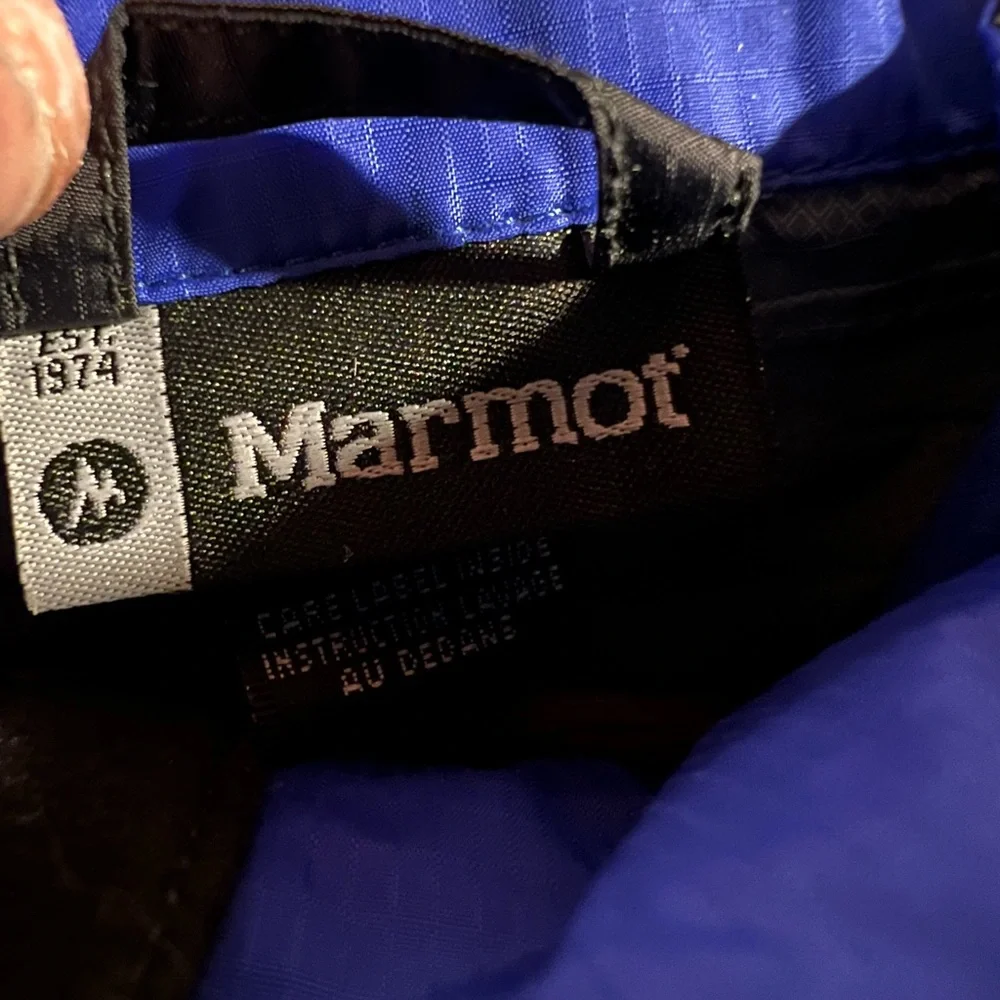 EST.
1974
Marmot
CARE LABEL INSIDE
INSTRUCTION LAVAGE
AU DEDANS